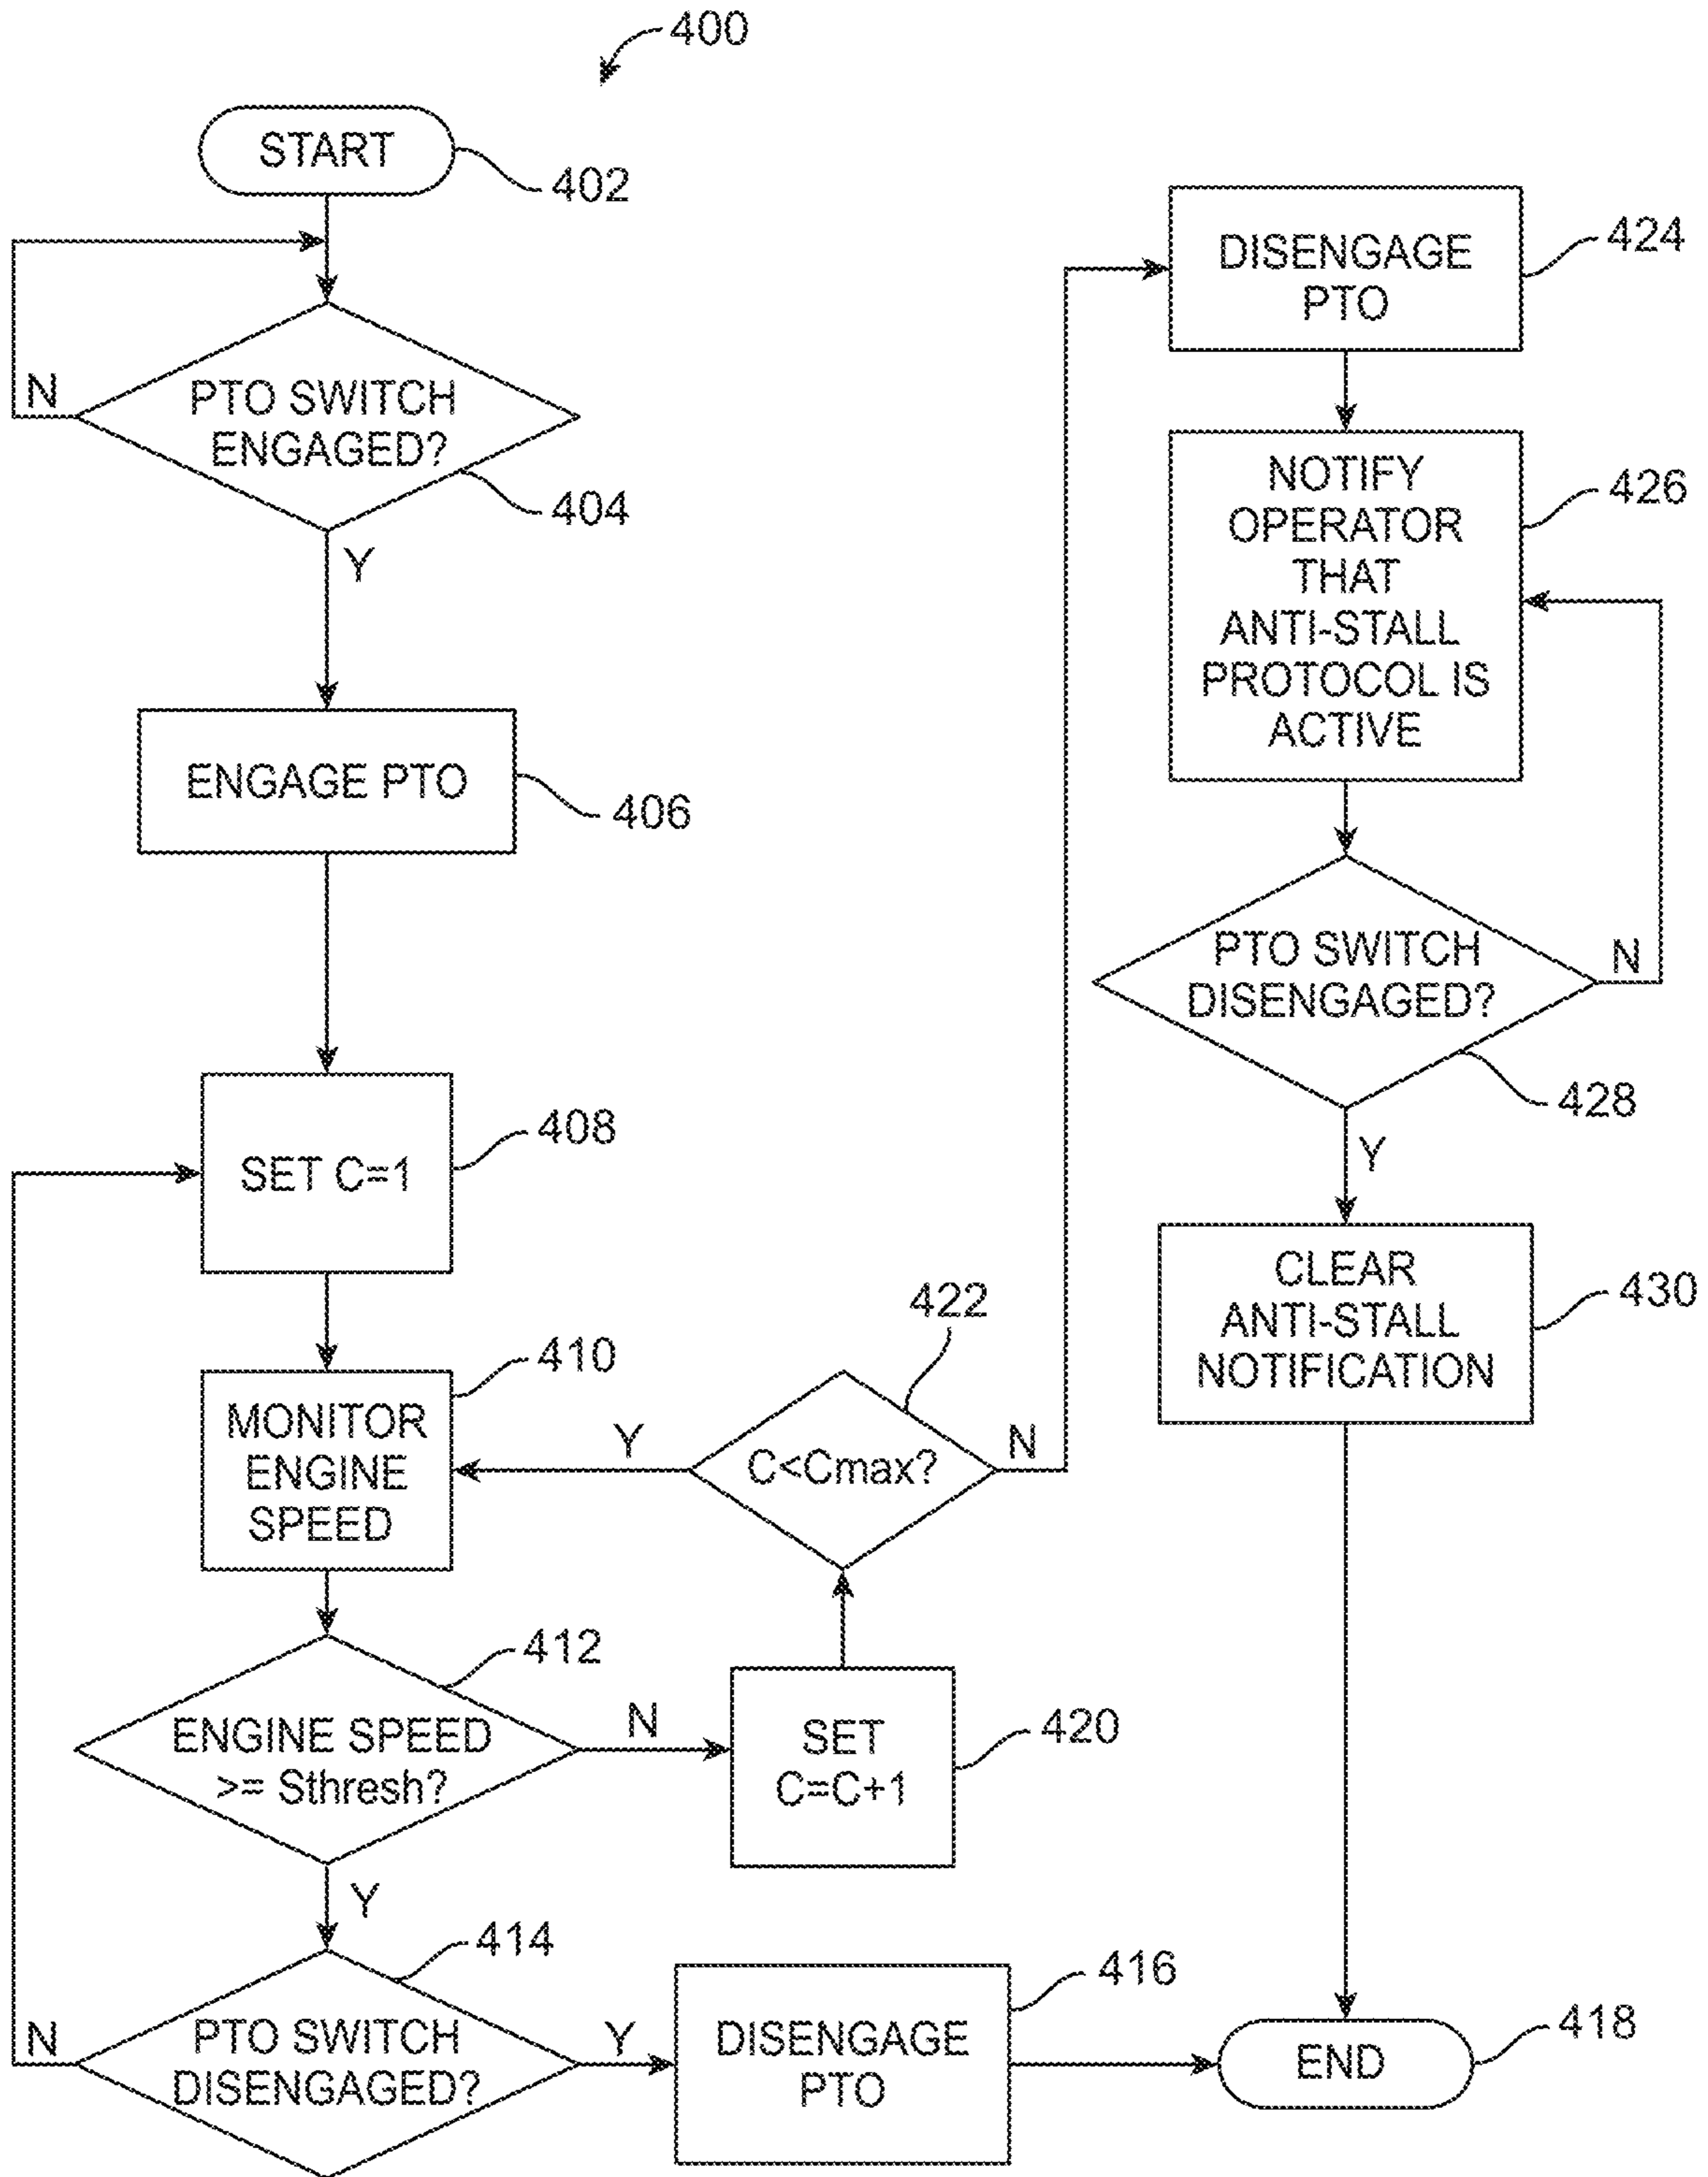 400
START
402
N
PTO SWITCH
ENGAGED?
404
Y
ENGAGE PTO
406
SET C=1
408
MONITOR
ENGINE
SPEED
410
ENGINE SPEED
>= Sthresh?
412
N
Y
PTO SWITCH
DISENGAGED?
414
N
Y
DISENGAGE
PTO
416
END
418
SET
C=C+1
420
C<Cmax?
422
Y
N
DISENGAGE
PTO
424
NOTIFY
OPERATOR
THAT
ANTI-STALL
PROTOCOL IS
ACTIVE
426
PTO SWITCH
DISENGAGED?
N
428
Y
CLEAR
ANTI-STALL
NOTIFICATION
430